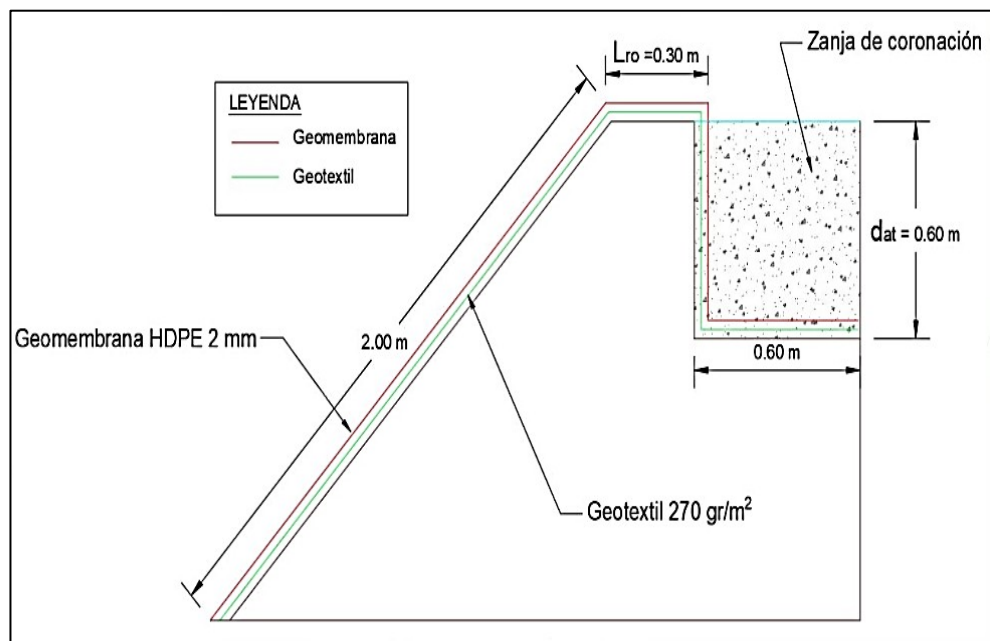 Zanja de coronación
Lro =0.30 m
LEYENDA
Geomembrana
Geotextil
dat = 0.60 m
Geomembrana HDPE 2 mm
2.00 m
0.60 m
Geotextil 270 gr/m²